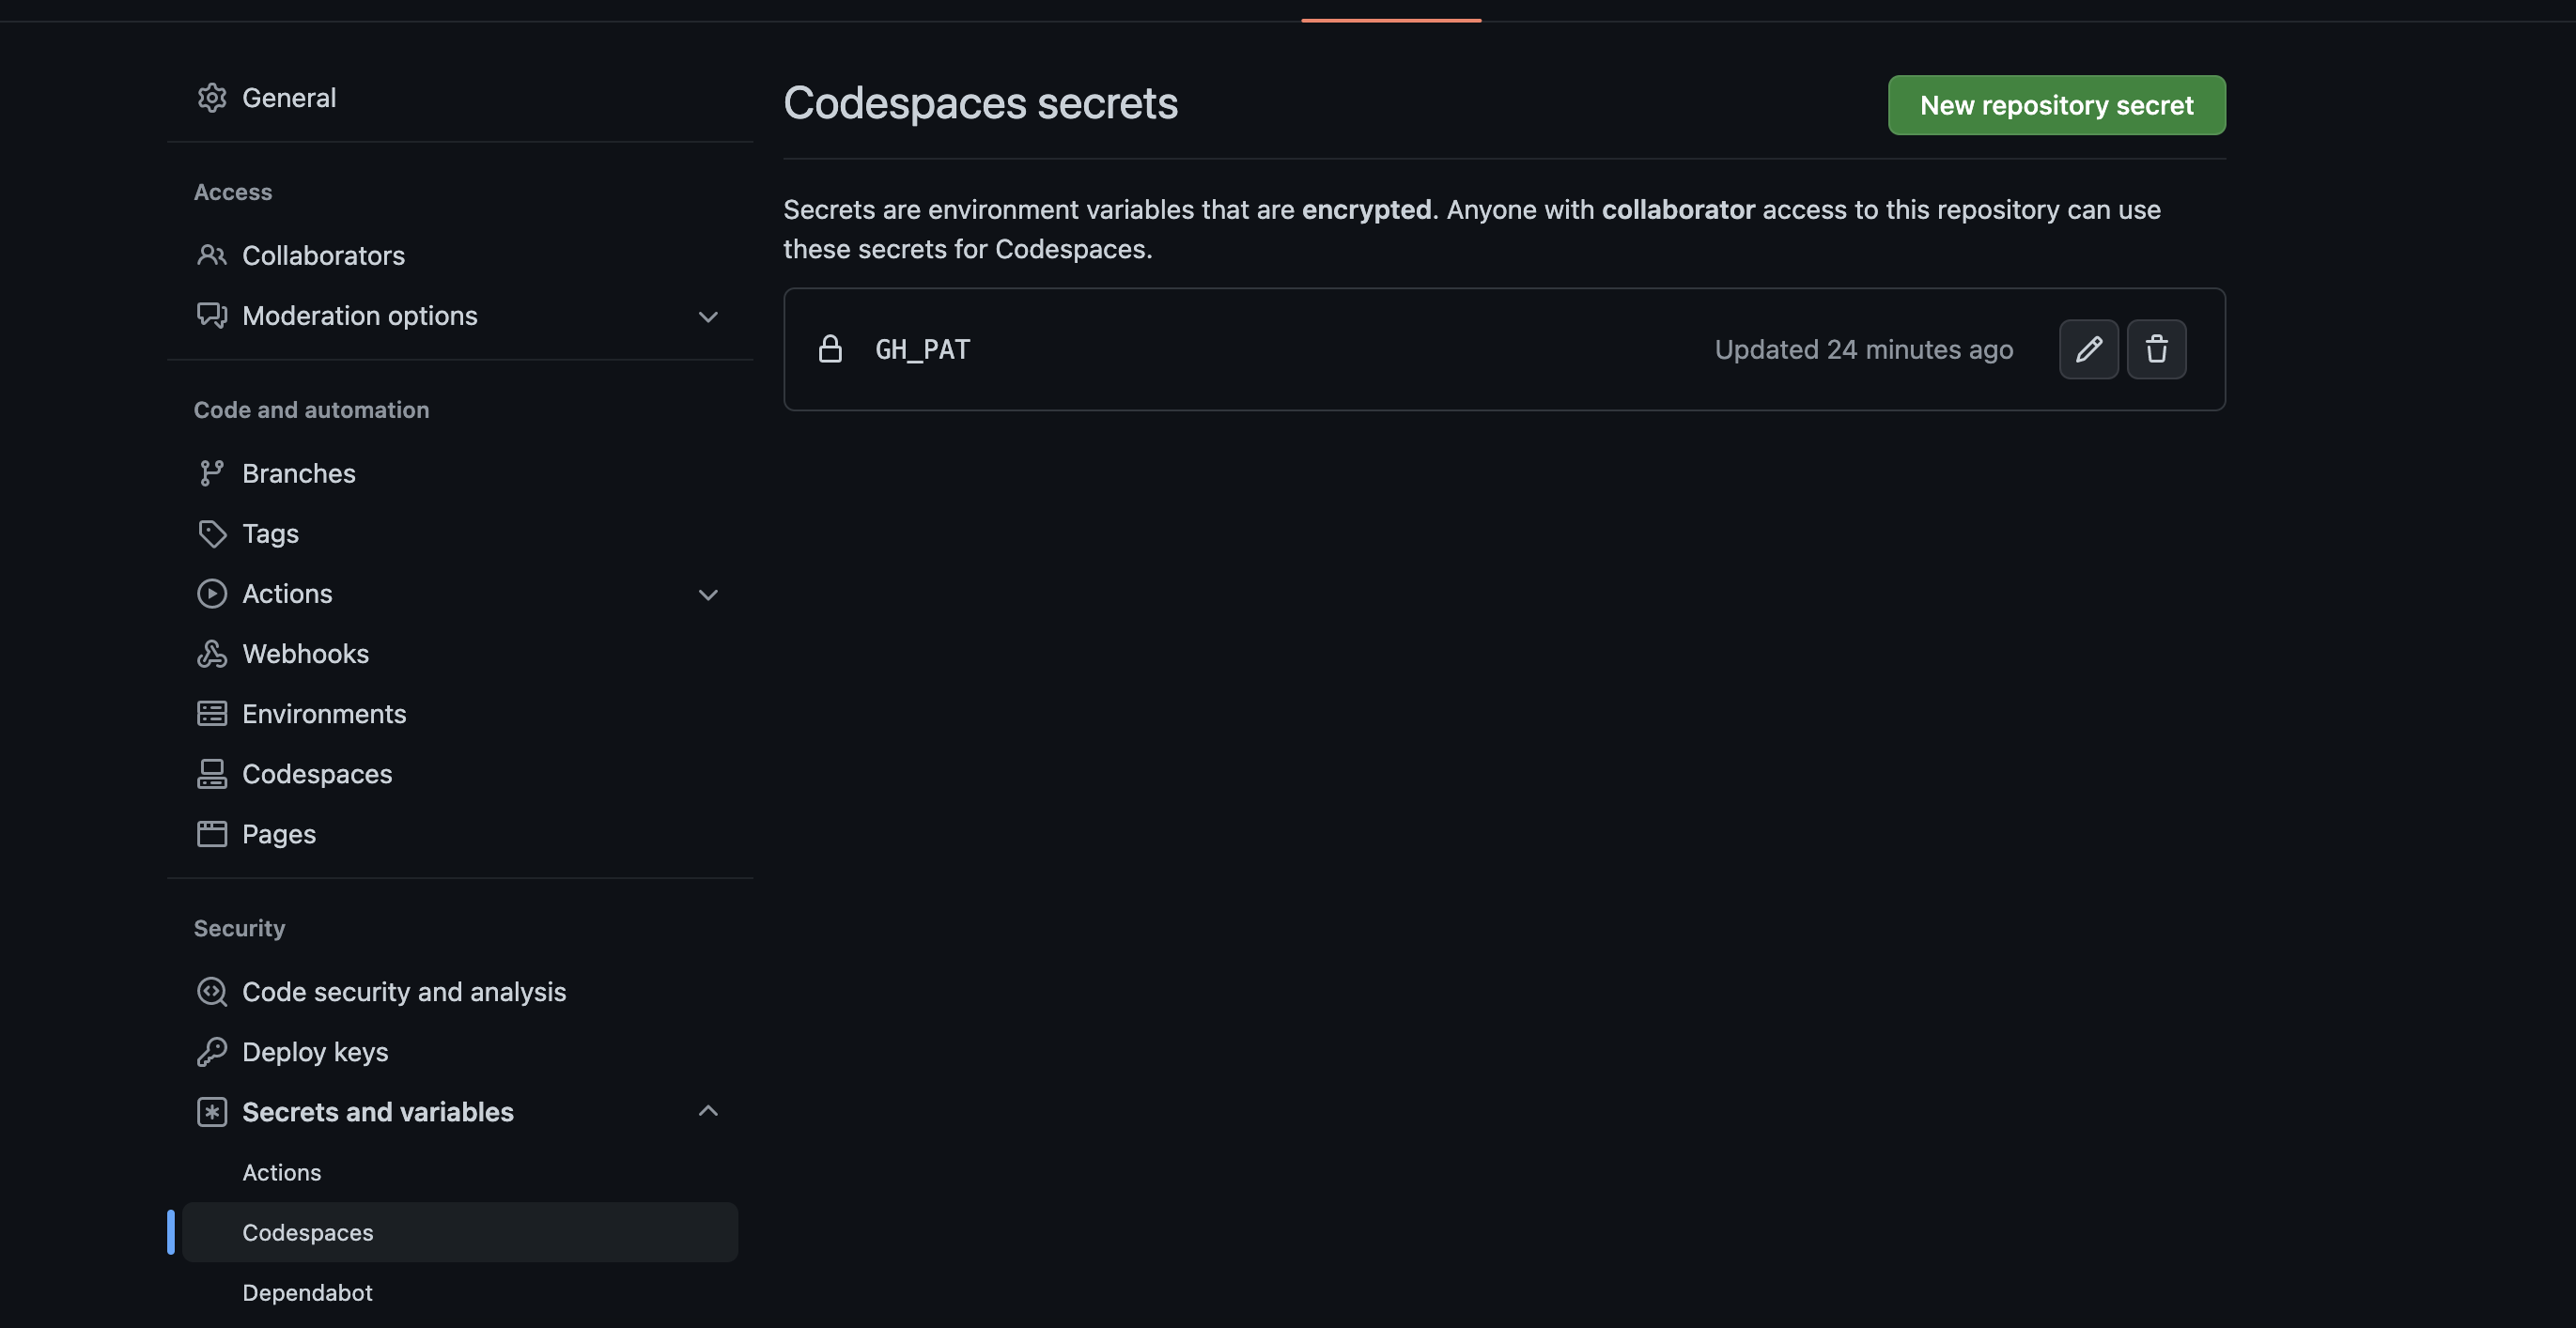 General
Access
Collaborators
Moderation options
Code and automation
Branches
Tags
Actions
Webhooks
Environments
Codespaces
Pages
Security
Code security and analysis
Deploy keys
Secrets and variables
Actions
Codespaces
Dependabot
Codespaces secrets
New repository secret
Secrets are environment variables that are encrypted. Anyone with collaborator access to this repository can use
these secrets for Codespaces.
GH_PAT
Updated 24 minutes ago